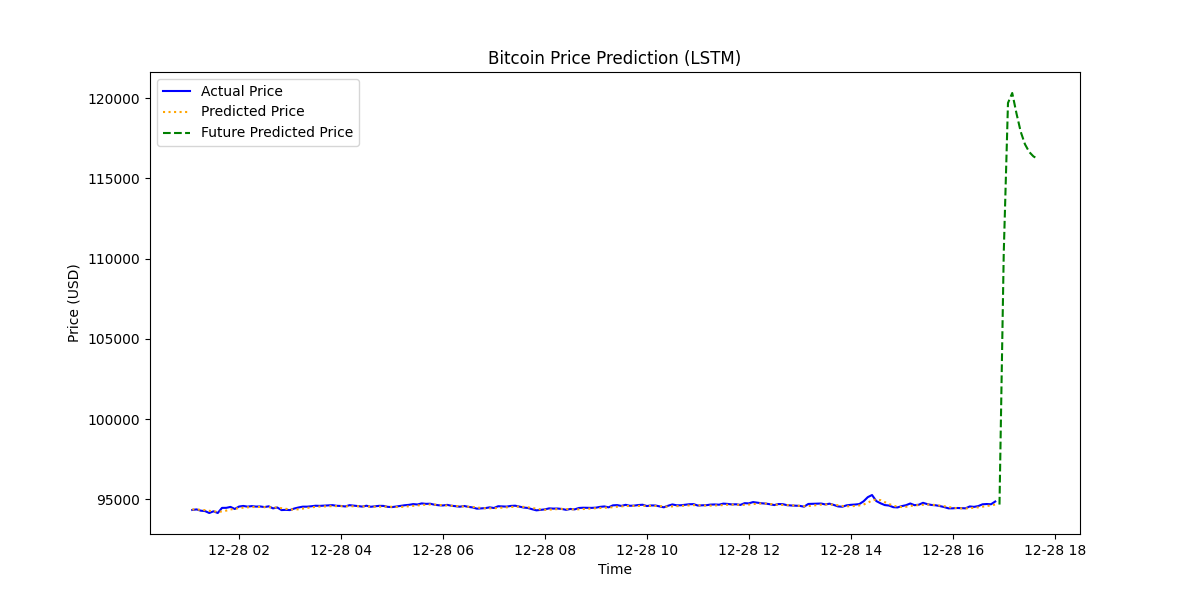 Bitcoin Price Prediction (LSTM)
Actual Price
Predicted Price
Future Predicted Price
120000
115000
110000
105000
100000
95000
Price (USD)
12-28 02
12-28 04
12-28 06
12-28 08
12-28 10
12-28 12
12-28 14
12-28 16
12-28 18
Time